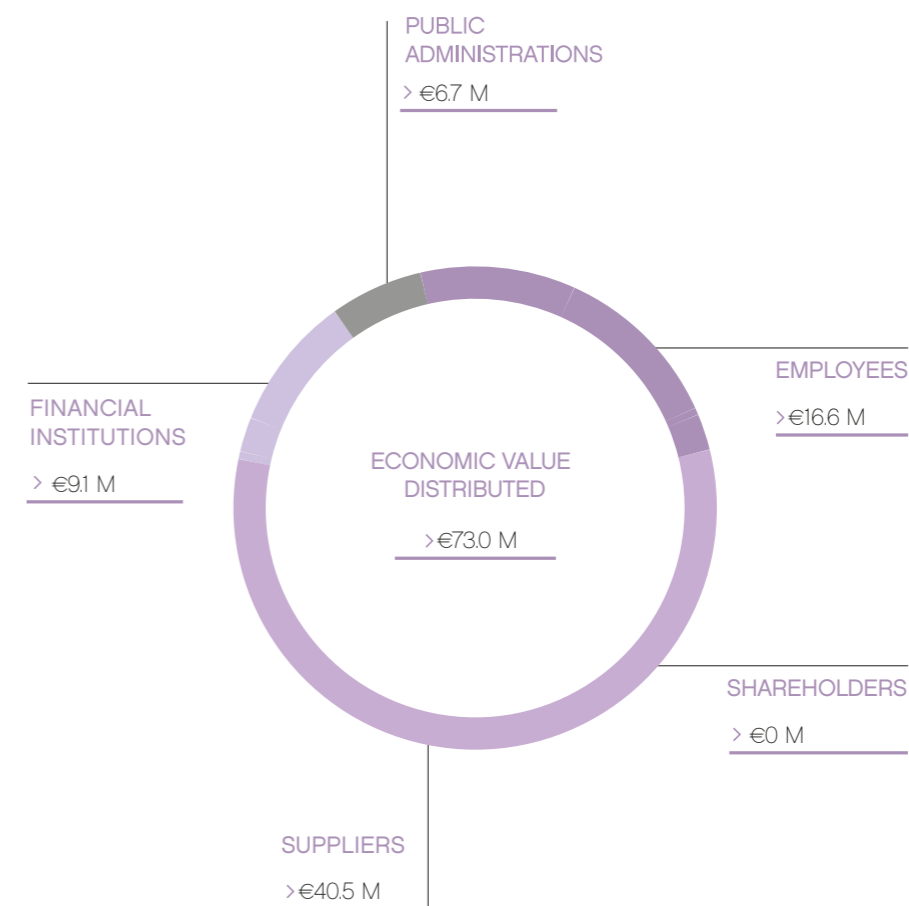 PUBLIC
ADMINISTRATIONS
> €6.7 M
EMPLOYEES
> €16.6 M
FINANCIAL
INSTITUTIONS
> €9.1 M
ECONOMIC VALUE
DISTRIBUTED
> €73.0 M
SHAREHOLDERS
> €0 M
SUPPLIERS
> €40.5 M